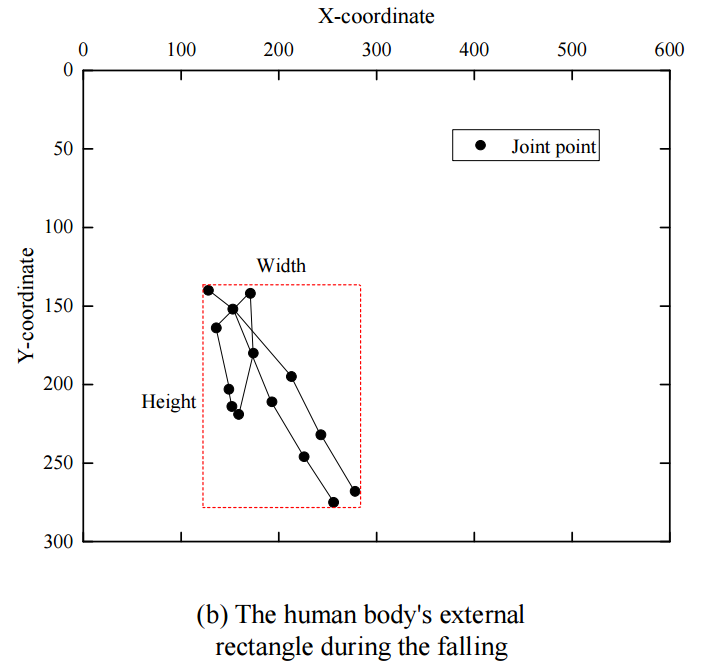 X-coordinate
0 100 200 300 400 500 600
0
50
100
150
200
250
300
Y-coordinate
Joint point
Width
Height
(b) The human body's external
rectangle during the falling